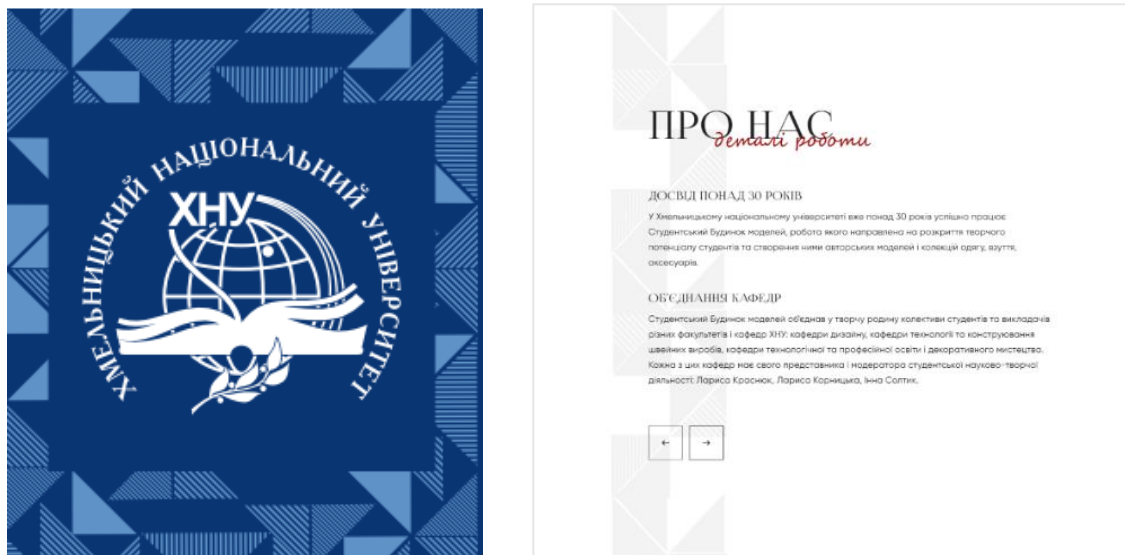 ХМЕЛЬНИЦЬКИЙ НАЦІОНАЛЬНИЙ УНІВЕРСИТЕТ
ХНУ
ПРО НАС
деталі роботи
ДОСВІД ПОНАД 30 РОКІВ
У Хмельницькому національному університеті вже понад 30 років успішно працює
Студентський Будинок моделей, робота якого направлена на розкриття творчого
потенціалу студентів та створення ними авторських моделей і колекцій одягу, взуття,
аксесуарів.
ОБ'ЄДНАННЯ КАФЕДР
Студентський Будинок моделей об'єднав у творчу родину колективи студентів та викладачів
різних факультетів і кафедр ХНУ: кафедри дизайну, кафедри технології та конструювання
швейних виробів, кафедри технологічної та професійної освіти і декоративного мистецтва.
Кожна з цих кафедр має свого представника і модератора студентської науково-творчої
діяльності: Лариса Краснюк, Лариса Корницька, Інна Солтик.